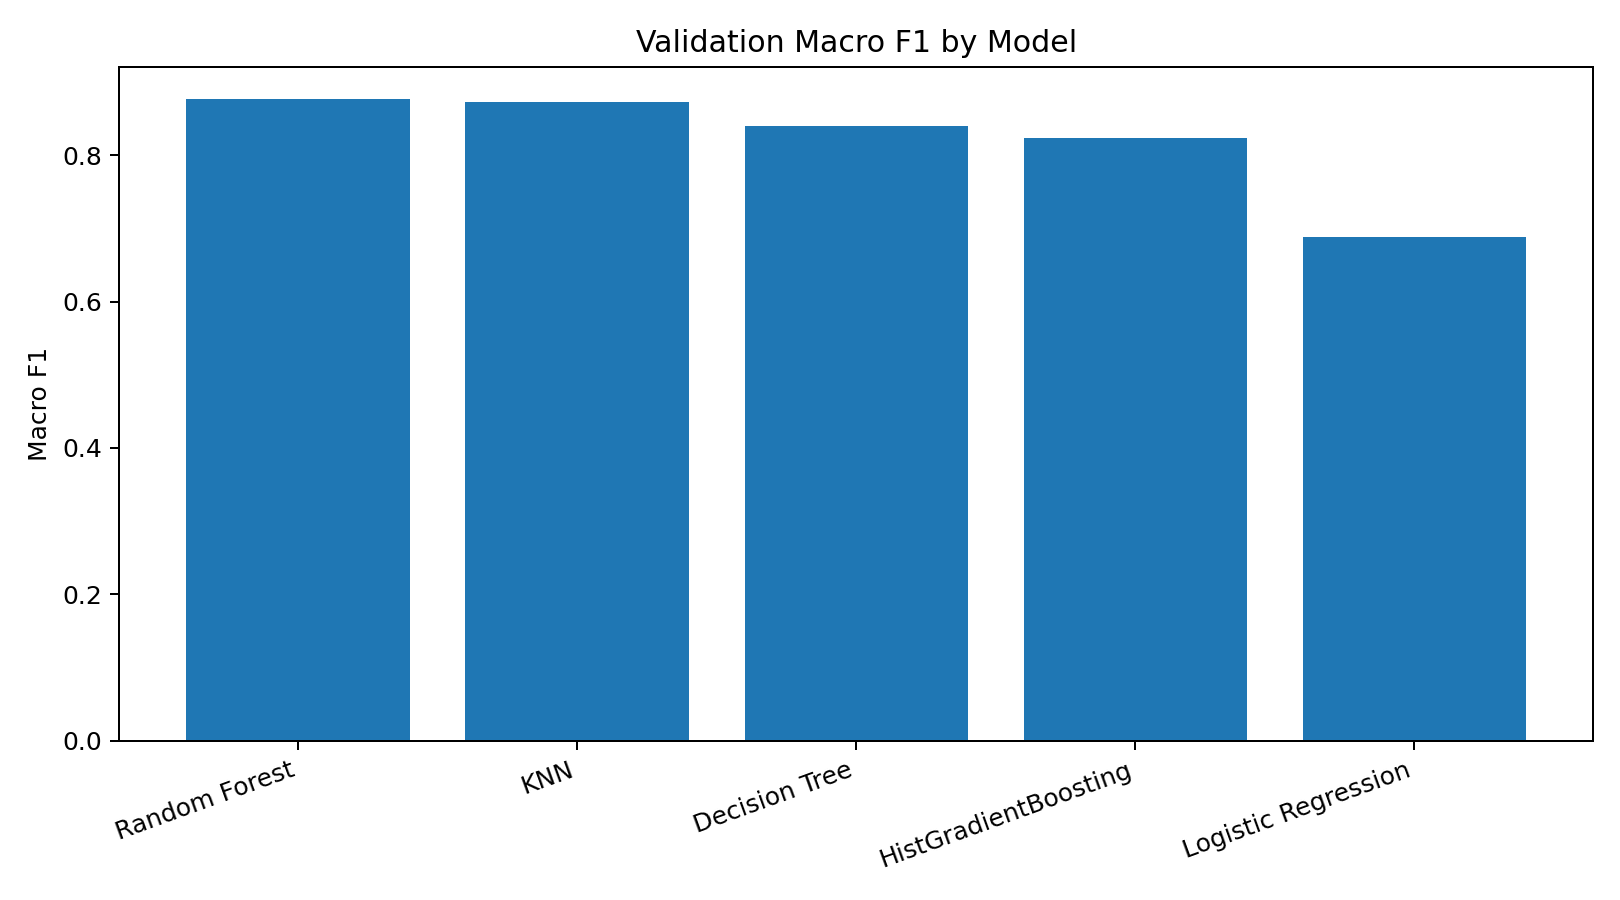 Validation Macro F1 by Model
Macro F1
0.8
0.6
0.4
0.2
0.0
Random Forest
KNN
Decision Tree
HistGradientBoosting
Logistic Regression